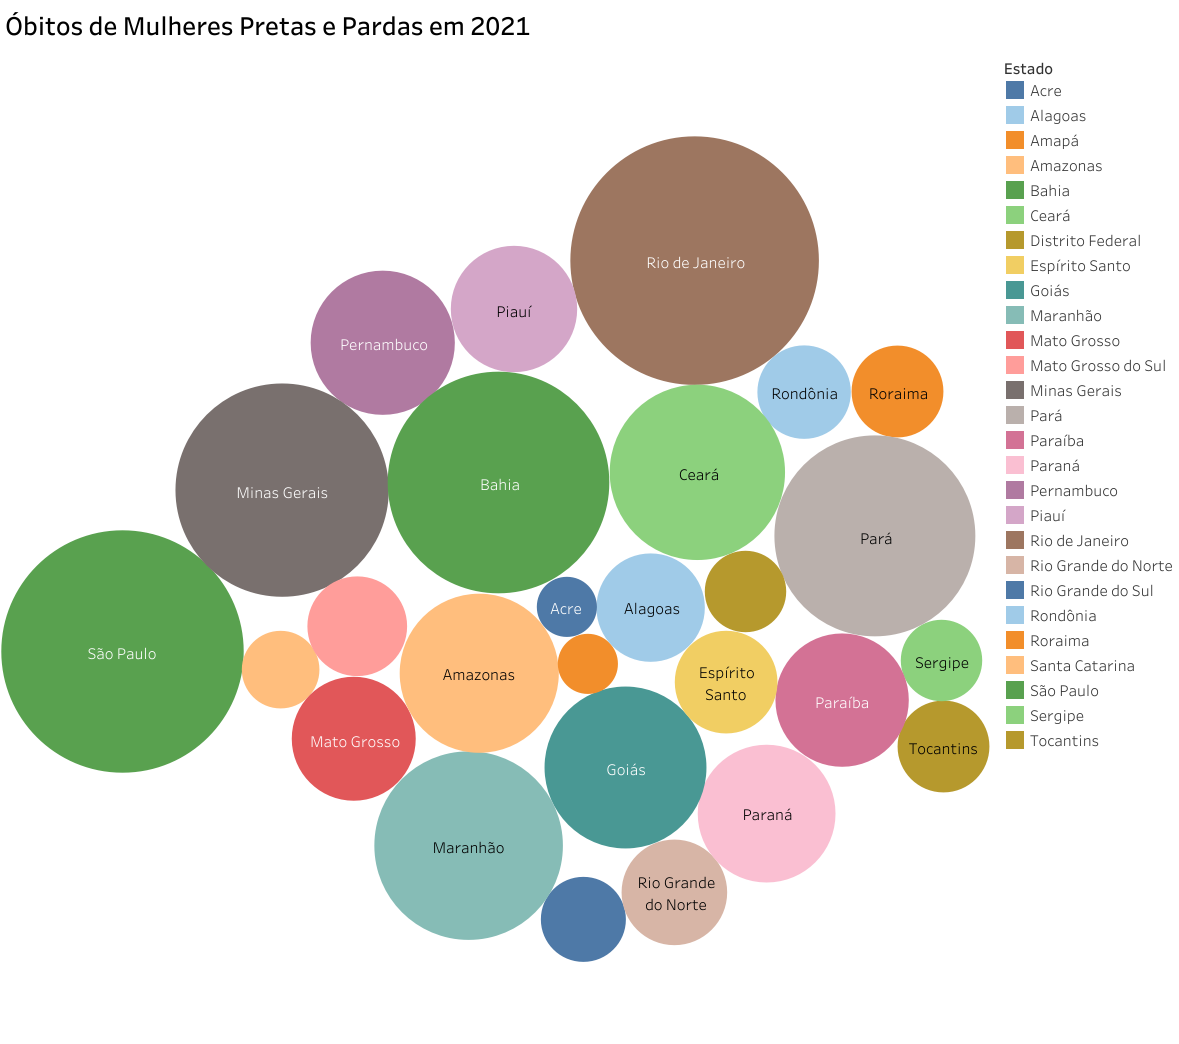 Óbitos de Mulheres Pretas e Pardas em 2021
Estado
Acre
Alagoas
Amapá
Amazonas
Bahia
Ceará
Distrito Federal
Espírito Santo
Goiás
Maranhão
Mato Grosso
Mato Grosso do Sul
Minas Gerais
Pará
Paraíba
Paraná
Pernambuco
Piauí
Rio de Janeiro
Rio Grande do Norte
Rio Grande do Sul
Rondônia
Roraima
Santa Catarina
São Paulo
Sergipe
Tocantins
Rio de Janeiro
Piauí
Pernambuco
Rondônia
Roraima
Ceará
Bahia
Minas Gerais
Pará
Acre
Alagoas
São Paulo
Sergipe
Espírito
Santo
Amazonas
Paraíba
Mato Grosso
Tocantins
Goiás
Paraná
Maranhão
Rio Grande
do Norte